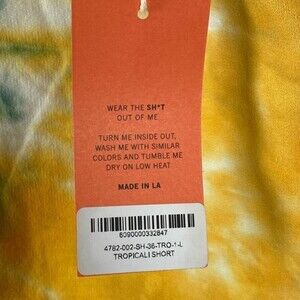 WEAR THE SH*T
OUT OF ME
TURN ME INSIDE OUT,
WASH ME WITH SIMILAR
COLORS AND TUMBLE ME
DRY ON LOW HEAT
MADE IN LA
6090000332847
4782-002-SH-36-TRO-1-L
TROPICALI SHORT